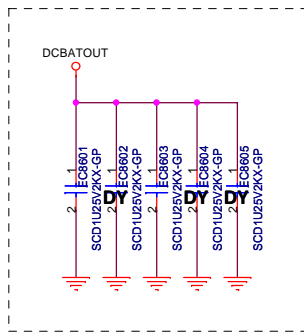 DCBATOUT
1
2
EC8601
SCD1U25V2KX-GP
1
2
DY
EC8602
SCD1U25V2KX-GP
1
2
EC8603
SCD1U25V2KX-GP
1
2
DY
EC8604
SCD1U25V2KX-GP
1
2
DY
EC8605
SCD1U25V2KX-GP